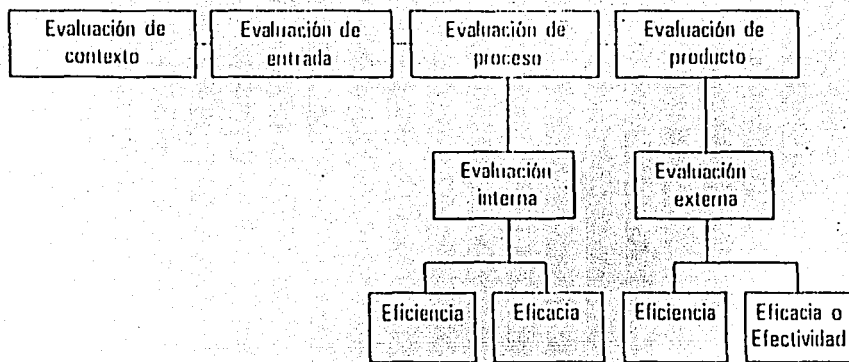 Evaluación de
contexto
Evaluación de
entrada
Evaluación de
proceso
Evaluación de
producto
Evaluación
interna
Evaluación
externa
Eficiencia
Eficacia
Eficiencia
Eficacia o
Efectividad